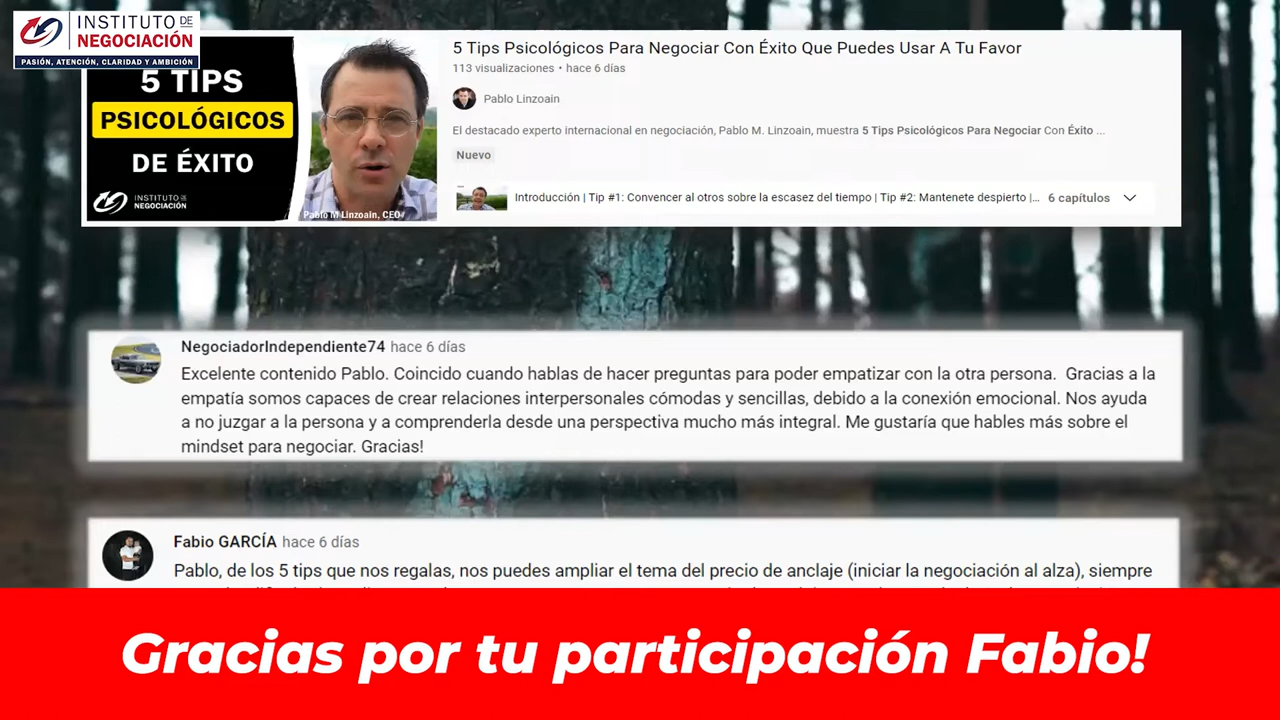 INSTITUTO DE
NEGOCIACIÓN
PASIÓN, ATENCIÓN, CLARIDAD Y AMBICIÓN
5 TIPS
PSICOLÓGICOS
DE ÉXITO
INSTITUTO DE
NEGOCIACIÓN
Pablo M Linzoain, CEO
5 Tips Psicológicos Para Negociar Con Éxito Que Puedes Usar A Tu Favor
113 visualizaciones • hace 6 días
Pablo Linzoain
El destacado experto internacional en negociación, Pablo M. Linzoain, muestra 5 Tips Psicológicos Para Negociar Con Éxito ...
Nuevo
Introducción | Tip #1: Convencer al otros sobre la escasez del tiempo | Tip #2: Mantenete despierto |... 6 capítulos
NegociadorIndependiente74 hace 6 días
Excelente contenido Pablo. Coincido cuando hablas de hacer preguntas para poder empatizar con la otra persona. Gracias a la
empatía somos capaces de crear relaciones interpersonales cómodas y sencillas, debido a la conexión emocional. Nos ayuda
a no juzgar a la persona y a comprenderla desde una perspectiva mucho más integral. Me gustaría que hables más sobre el
mindset para negociar. Gracias!
Fabio GARCÍA hace 6 días
Pablo, de los 5 tips que nos regalas, nos puedes ampliar el tema del precio de anclaje (iniciar la negociación al alza), siempre
Gracias por tu participación Fabio!